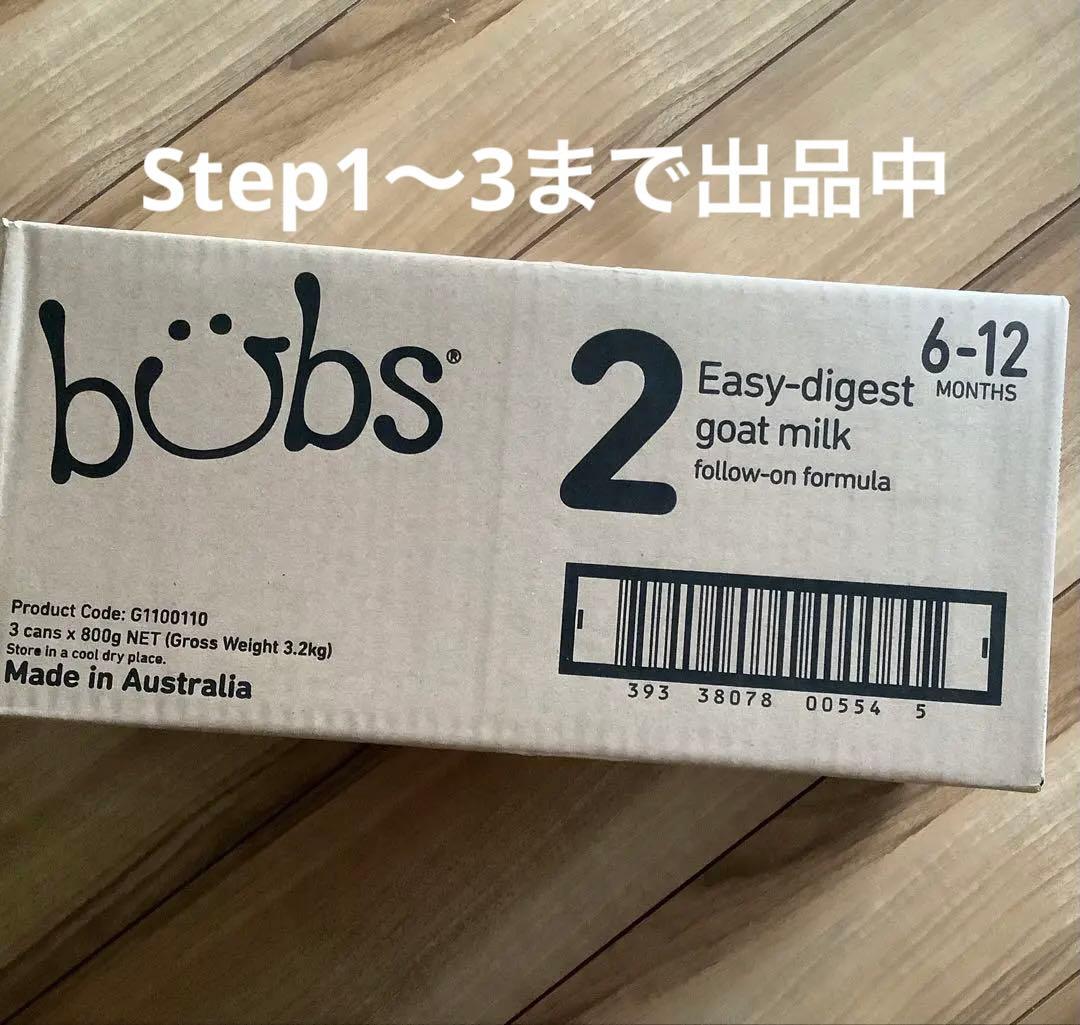 Step1〜3まで出品中
bubs®
2
Easy-digest
goat milk
follow-on formula
6-12
MONTHS
Product Code: G1100110
3 cans x 800g NET (Gross Weight 3.2kg)
Store in a cool dry place.
Made in Australia
393 38078 00554 5